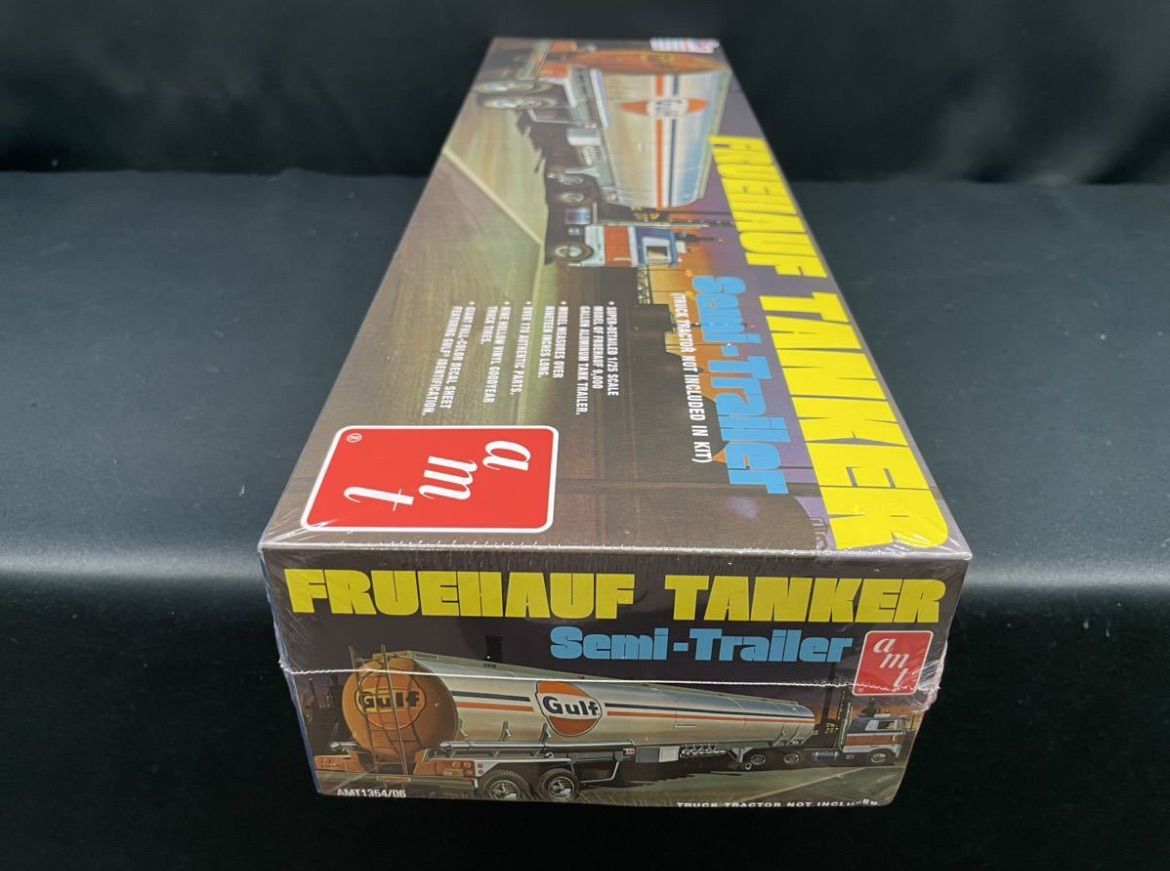 FRUEHAUF TANKER
Semi-Trailer
(TRUCK TRACTOR NOT INCLUDED IN KIT)
Gulf
• SUPER-DETAILED 1/25 SCALE
MODEL OF FRUEHAUF 9,000
GALLON ALUMINUM TANK TRAILER.
• MODEL MEASURES OVER
NINETEEN INCHES LONG.
• OVER 170 AUTHENTIC PARTS.
• NINE HOLLOW VINYL GOODYEAR
TRUCK TIRES.
• GIANT FULL-COLOR DECAL SHEET
FEATURING GULF® IDENTIFICATION.
amt
®
FRUEHAUF TANKER
Semi-Trailer
amt
Gulf
Gulf
AMT1354/06
TRUCK TRACTOR NOT